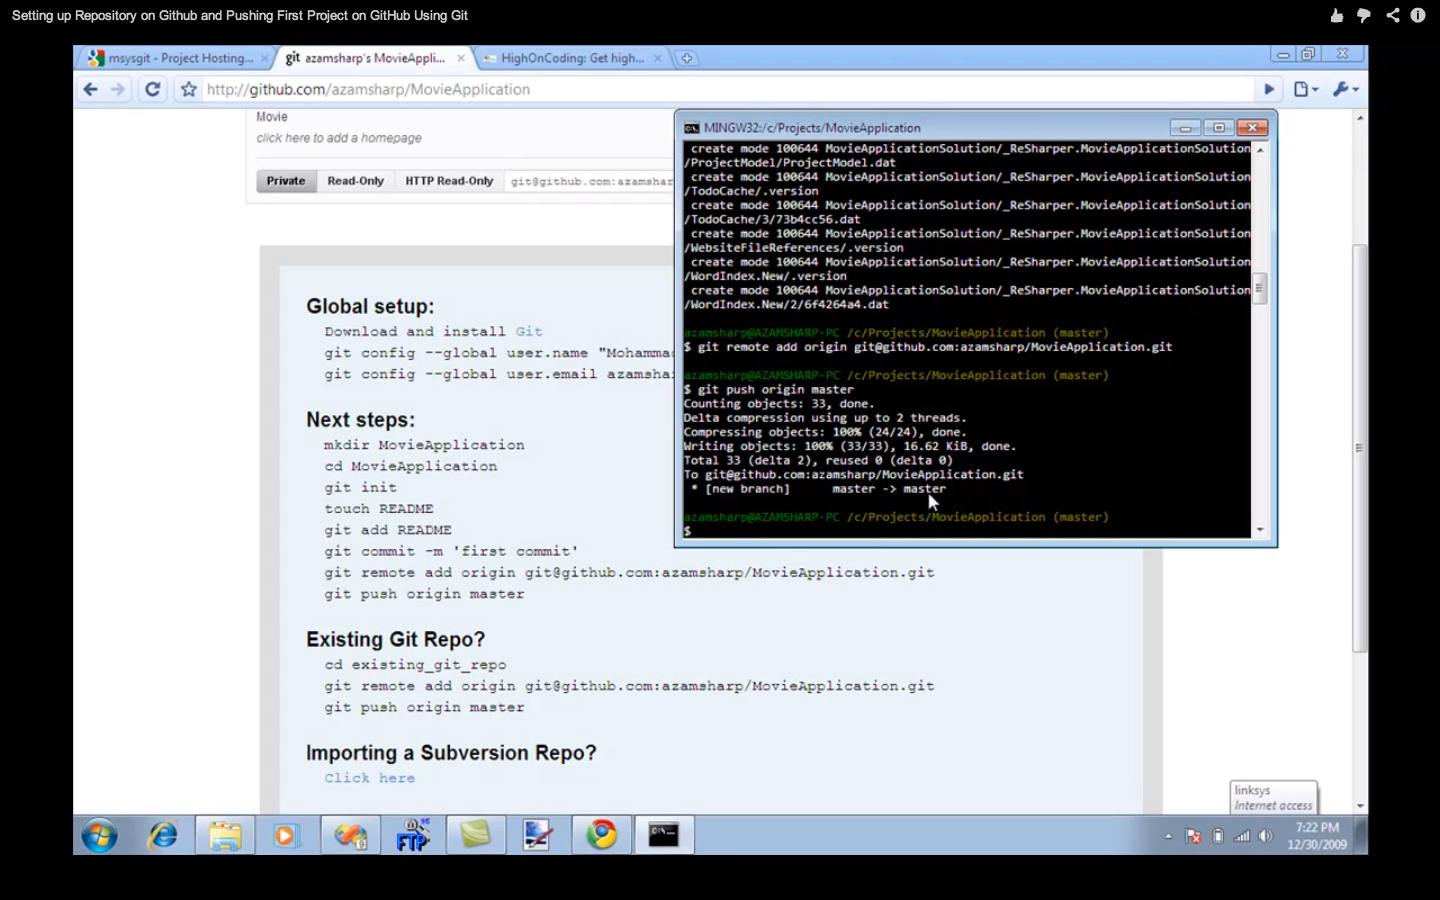 Setting up Repository on Github and Pushing First Project on GitHub Using Git
msysgit - Project Hosting...
git azamsharp's MovieAppli...
HighOnCoding: Get high...
http://github.com/azamsharp/MovieApplication
Movie
click here to add a homepage
Private Read-Only HTTP Read-Only git@github.com:azamshar
Global setup:
Download and install Git
git config --global user.name "Mohamma
git config --global user.email azamsha
Next steps:
mkdir MovieApplication
cd MovieApplication
git init
touch README
git add README
git commit -m 'first commit'
git remote add origin git@github.com:azamsharp/MovieApplication.git
git push origin master
Existing Git Repo?
cd existing_git_repo
git remote add origin git@github.com:azamsharp/MovieApplication.git
git push origin master
Importing a Subversion Repo?
Click here
MINGW32:/c/Projects/MovieApplication
create mode 100644 MovieApplicationSolution/_ReSharper.MovieApplicationSolution
/ProjectModel/ProjectModel.dat
create mode 100644 MovieApplicationSolution/_ReSharper.MovieApplicationSolution
/TodoCache/.version
create mode 100644 MovieApplicationSolution/_ReSharper.MovieApplicationSolution
/TodoCache/3/73b4cc56.dat
create mode 100644 MovieApplicationSolution/_ReSharper.MovieApplicationSolution
/WebsiteFileReferences/.version
create mode 100644 MovieApplicationSolution/_ReSharper.MovieApplicationSolution
/WordIndex.New/.version
create mode 100644 MovieApplicationSolution/_ReSharper.MovieApplicationSolution
/WordIndex.New/2/6f4264a4.dat
azamsharp@AZAMSHARP-PC /c/Projects/MovieApplication (master)
$ git remote add origin git@github.com:azamsharp/MovieApplication.git
azamsharp@AZAMSHARP-PC /c/Projects/MovieApplication (master)
$ git push origin master
Counting objects: 33, done.
Delta compression using up to 2 threads.
Compressing objects: 100% (24/24), done.
Writing objects: 100% (33/33), 16.62 KiB, done.
Total 33 (delta 2), reused 0 (delta 0)
To git@github.com:azamsharp/MovieApplication.git
* [new branch] master -> master
azamsharp@AZAMSHARP-PC /c/Projects/MovieApplication (master)
$
linksys
Internet access
FTP
7:22 PM
12/30/2009